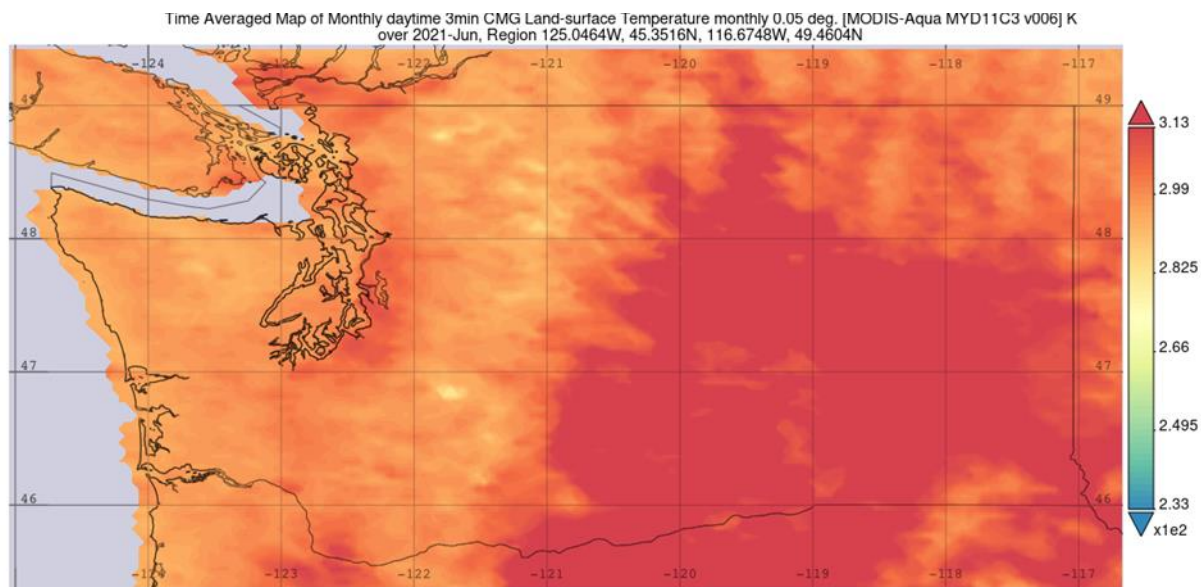 Time Averaged Map of Monthly daytime 3min CMG Land-surface Temperature monthly 0.05 deg. [MODIS-Aqua MYD11C3 v006] K
over 2021-Jun, Region 125.0464W, 45.3516N, 116.6748W, 49.4604N
-124 -123 -122 -121 -120 -119 -118 -117
49 49
48 48
47 47
46 46
-124 -123 -122 -121 -120 -119 -118 -117
3.13
2.99
2.825
2.66
2.495
2.33
x1e2